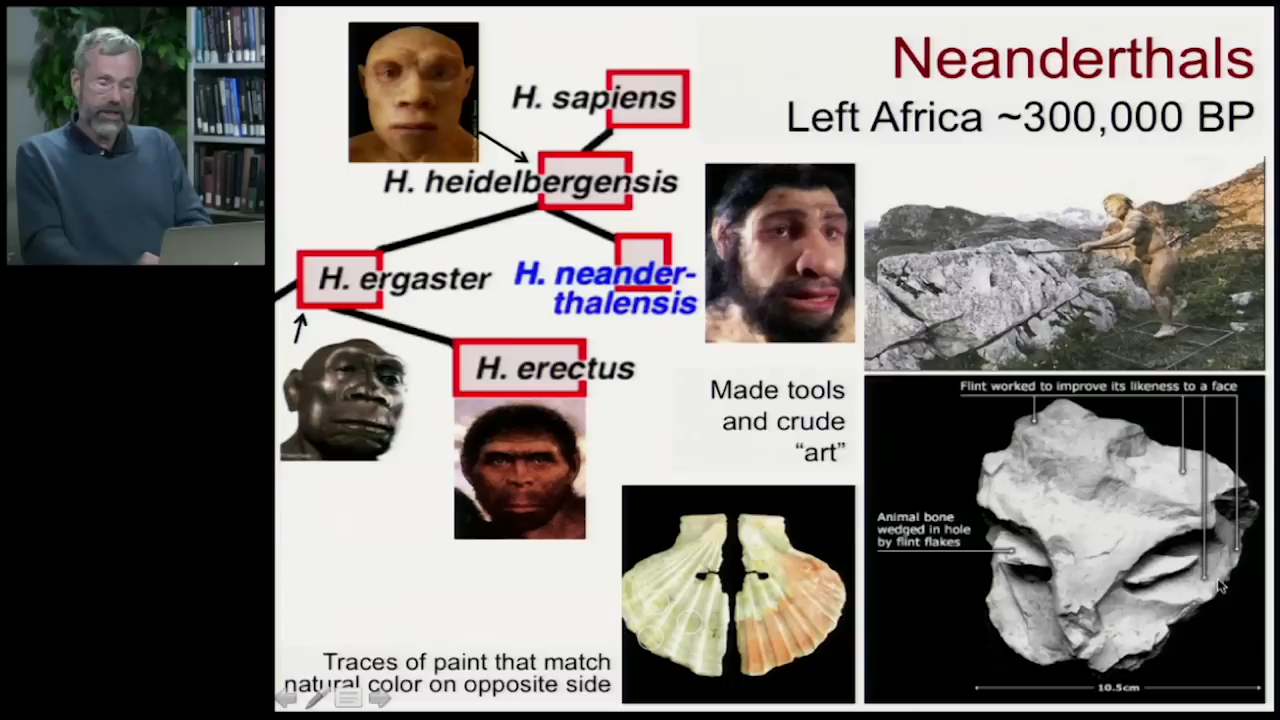 Neanderthals
Left Africa ~300,000 BP
H. sapiens
H. heidelbergensis
H. ergaster
H. neander-
thalensis
H. erectus
Made tools
and crude
“art”
Flint worked to improve its likeness to a face
Animal bone
wedged in hole
by flint flakes
10.5cm
Traces of paint that match
natural color on opposite side